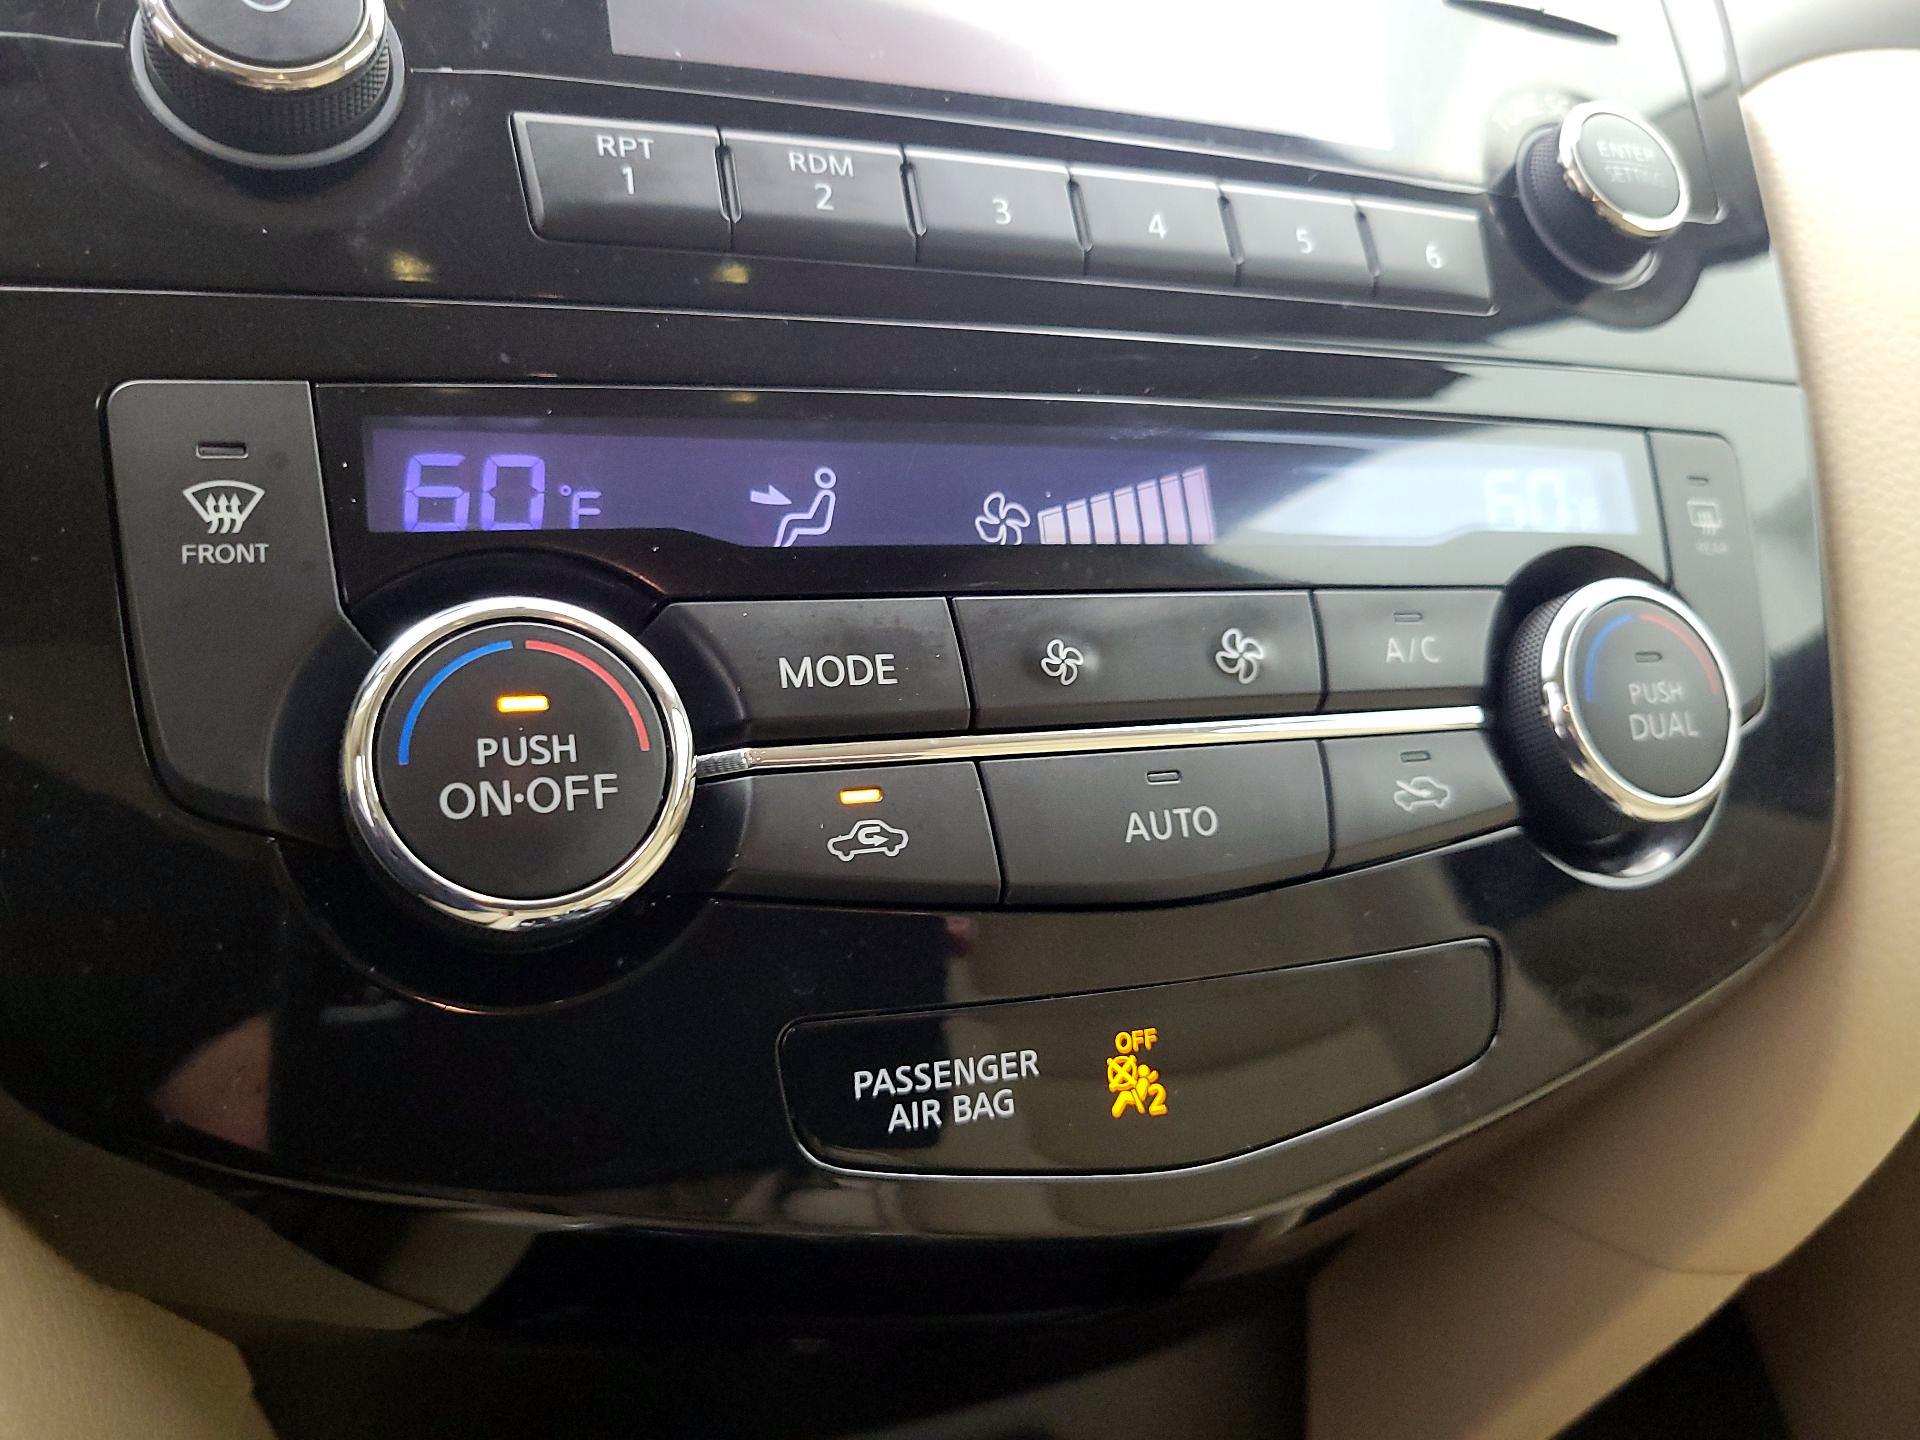 RPT
1
RDM
2
3
4
5
6
ENTER
SETTING
60°F
60°F
FRONT
REAR
MODE
A/C
PUSH
ON·OFF
PUSH
DUAL
AUTO
PASSENGER
AIR BAG
OFF
2